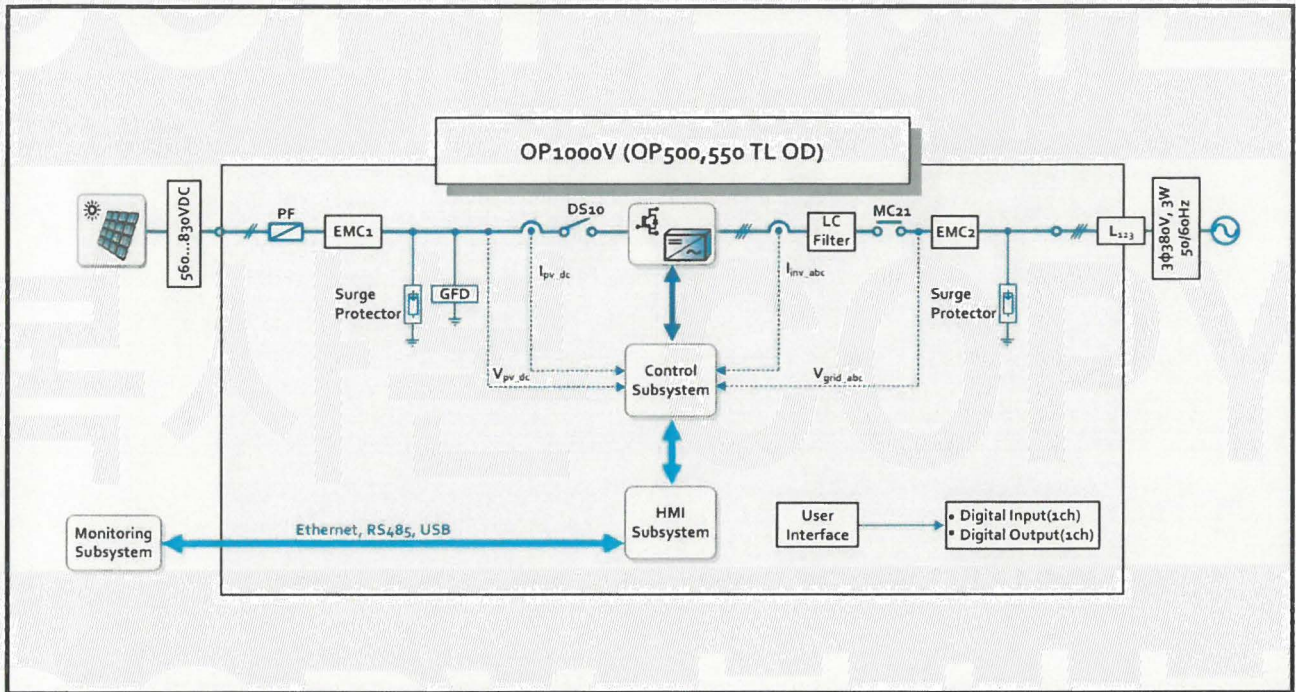 OP1000V (OP500,550 TL OD)
560...830VDC
PF
EMC1
DS10
LC
Filter
MC21
EMC2
L123
3ф380V, 3W
50/60Hz
Surge
Protector
GFD
Ipv_dc
Iinv_abc
Surge
Protector
Vpv_dc
Control
Subsystem
Vgrid_abc
Monitoring
Subsystem
Ethernet, RS485, USB
HMI
Subsystem
User
Interface
• Digital Input(1ch)
▪ Digital Output(1ch)
COPY